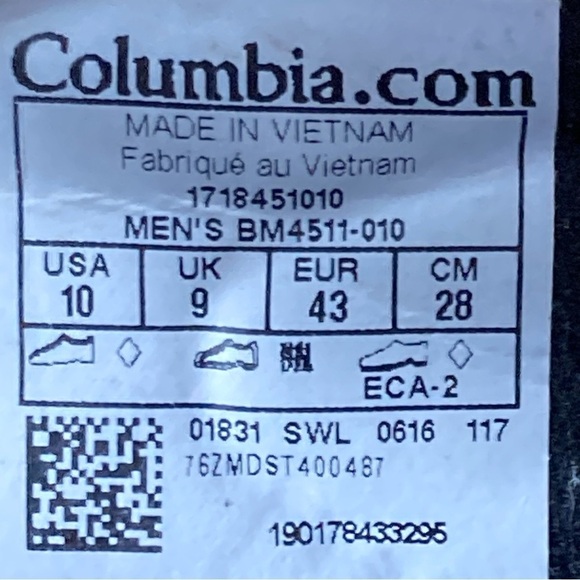 Columbia.com
MADE IN VIETNAM
Fabriqué au Vietnam
1718451010
MEN'S BM4511-010
USA UK EUR CM
10 9 43 28
ECA-2
01831 SWL 0616 117
76ZMDST400487
190178433295